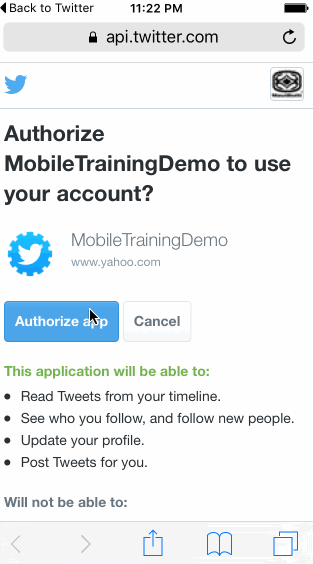 Back to Twitter 11:22 PM
api.twitter.com
Authorize
MobileTrainingDemo to use
your account?
MobileTrainingDemo
www.yahoo.com
Authorize app Cancel
This application will be able to:
Read Tweets from your timeline.
See who you follow, and follow new people.
Update your profile.
Post Tweets for you.
Will not be able to: